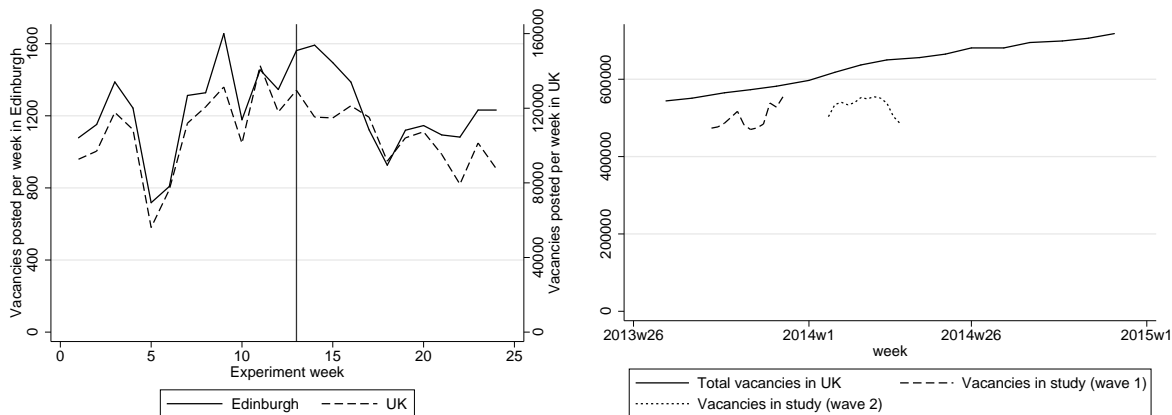 Vacancies posted per week in Edinburgh
0
400
800
1200
1600
Vacancies posted per week in UK
0
40000
80000
120000
160000
0
5
10
15
20
25
Experiment week
Edinburgh
UK
0
200000
400000
600000
2013w26
2014w1
2014w26
2015w1
week
Total vacancies in UK
Vacancies in study (wave 1)
Vacancies in study (wave 2)